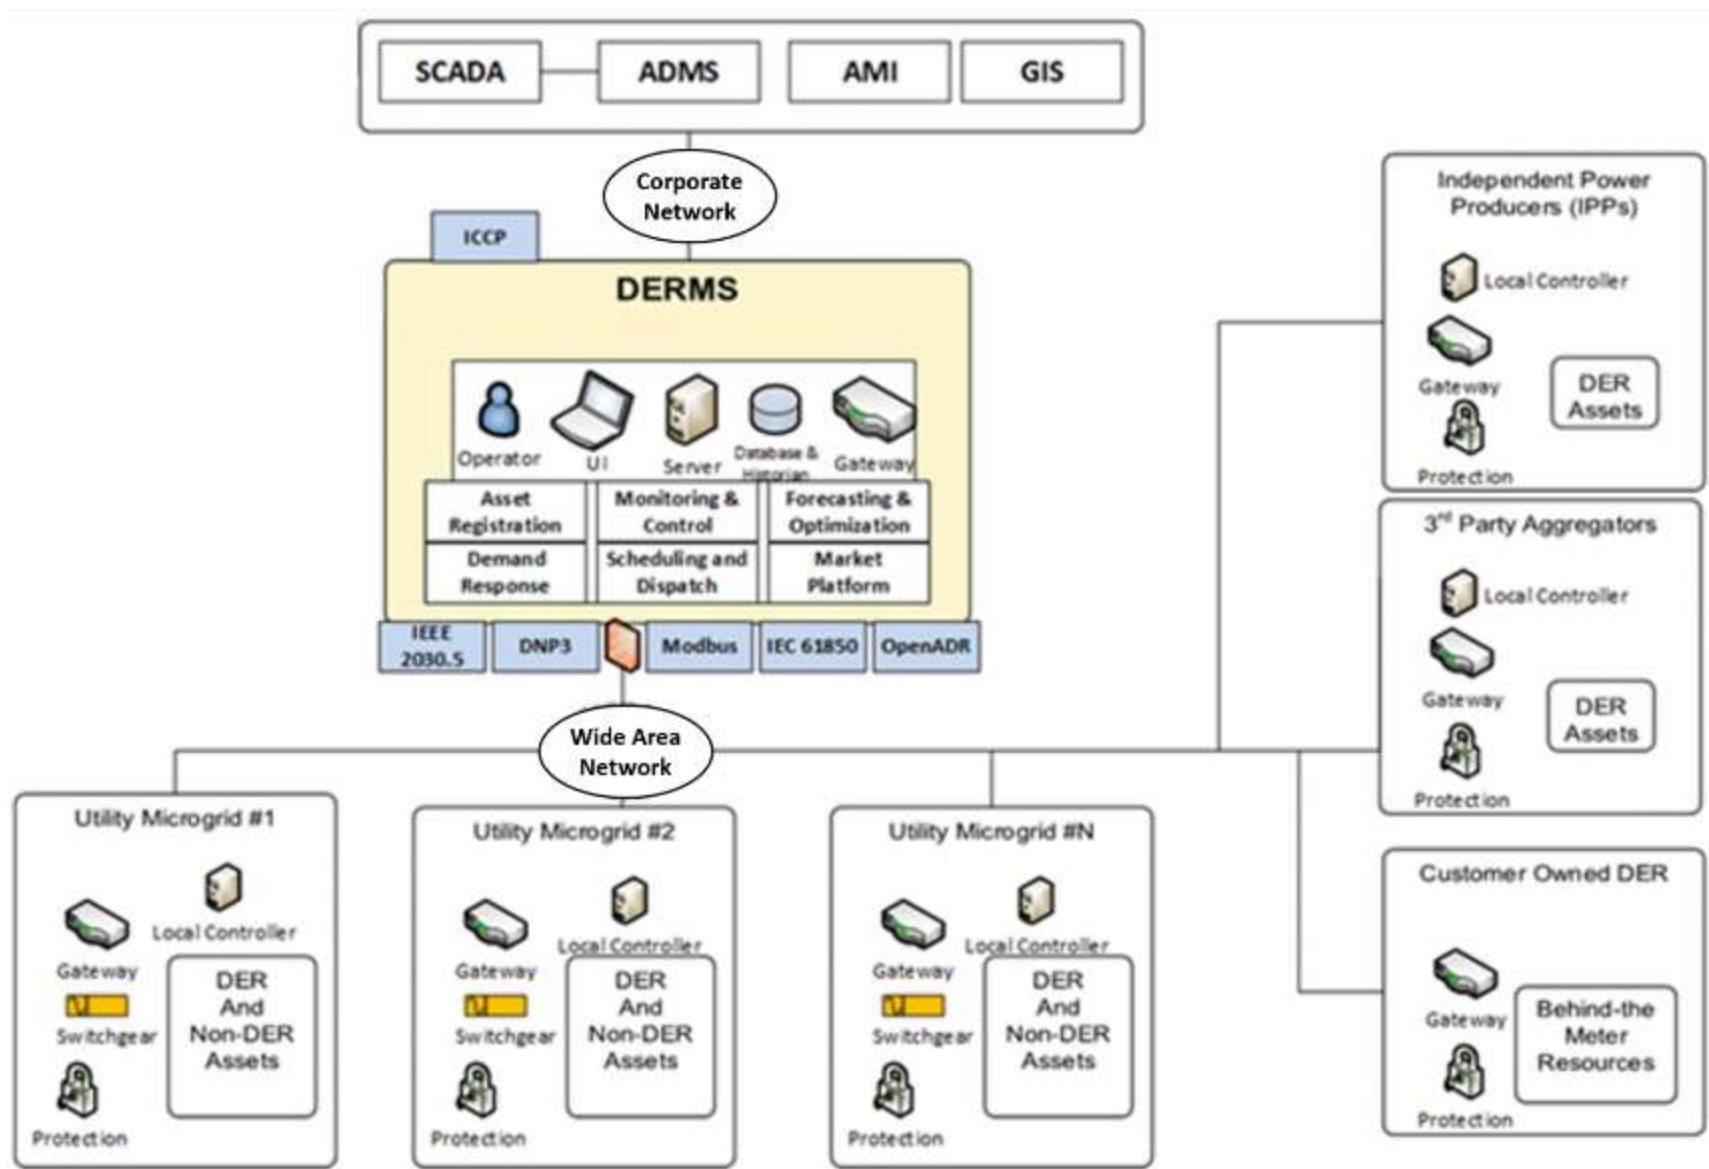 SCADA
ADMS
AMI
GIS
Corporate
Network
ICCP
DERMS
Operator
UI
Server
Database &
Historian
Gateway
Asset
Registration
Monitoring &
Control
Forecasting &
Optimization
Demand
Response
Scheduling and
Dispatch
Market
Platform
IEEE
2030.5
DNP3
Modbus
IEC 61850
OpenADR
Wide Area
Network
Independent Power
Producers (IPPs)
Local Controller
Gateway
DER
Assets
Protection
3rd Party Aggregators
Local Controller
Gateway
DER
Assets
Protection
Customer Owned DER
Gateway
Behind-the
Meter
Resources
Protection
Utility Microgrid #1
Local Controller
Gateway
Switchgear
DER
And
Non-DER
Assets
Protection
Utility Microgrid #2
Local Controller
Gateway
Switchgear
DER
And
Non-DER
Assets
Protection
Utility Microgrid #N
Local Controller
Gateway
Switchgear
DER
And
Non-DER
Assets
Protection